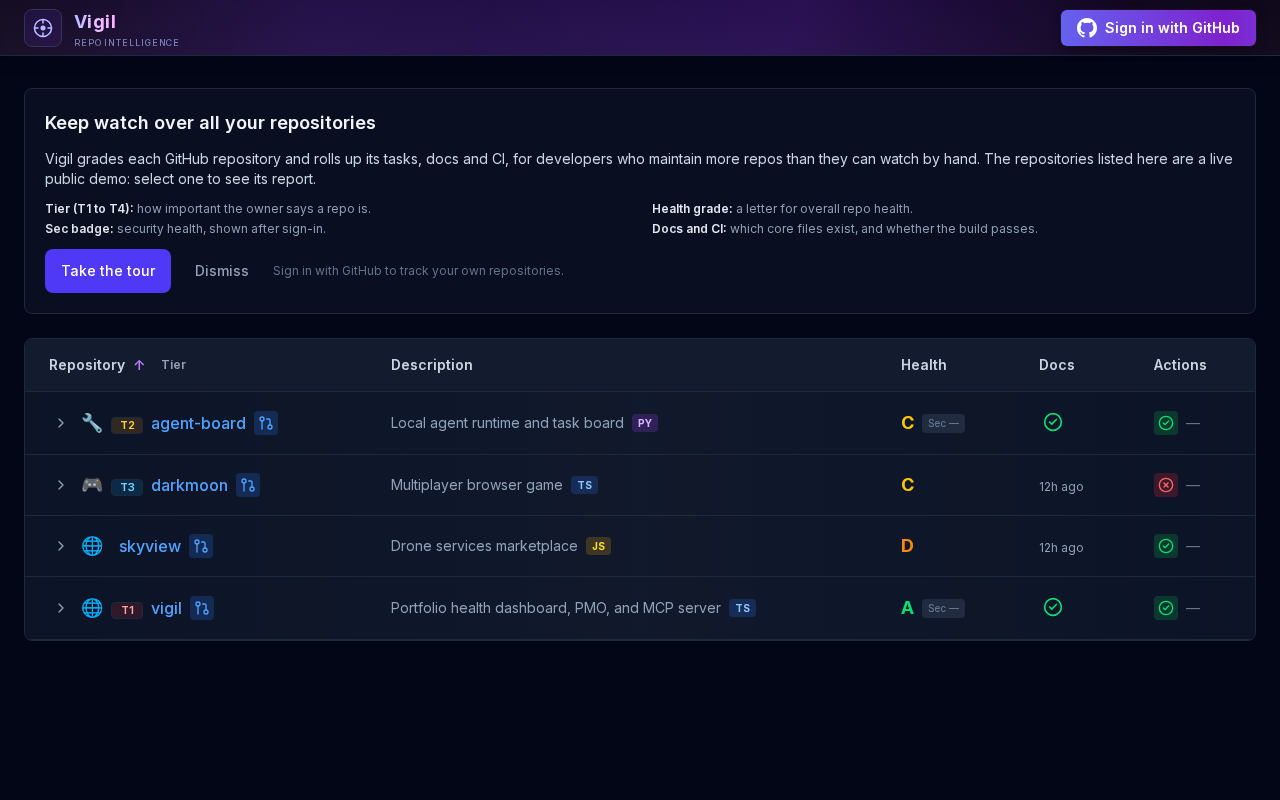 Vigil
REPO INTELLIGENCE
Sign in with GitHub
Keep watch over all your repositories
Vigil grades each GitHub repository and rolls up its tasks, docs and CI, for developers who maintain more repos than they can watch by hand. The repositories listed here are a live
public demo: select one to see its report.
Tier (T1 to T4): how important the owner says a repo is.
Health grade: a letter for overall repo health.
Sec badge: security health, shown after sign-in.
Docs and CI: which core files exist, and whether the build passes.
Take the tour Dismiss Sign in with GitHub to track your own repositories.
Repository ↑ Tier Description Health Docs Actions
T2 agent-board Local agent runtime and task board PY C Sec — —
T3 darkmoon Multiplayer browser game TS C 12h ago —
skyview Drone services marketplace JS D 12h ago —
T1 vigil Portfolio health dashboard, PMO, and MCP server TS A Sec — —